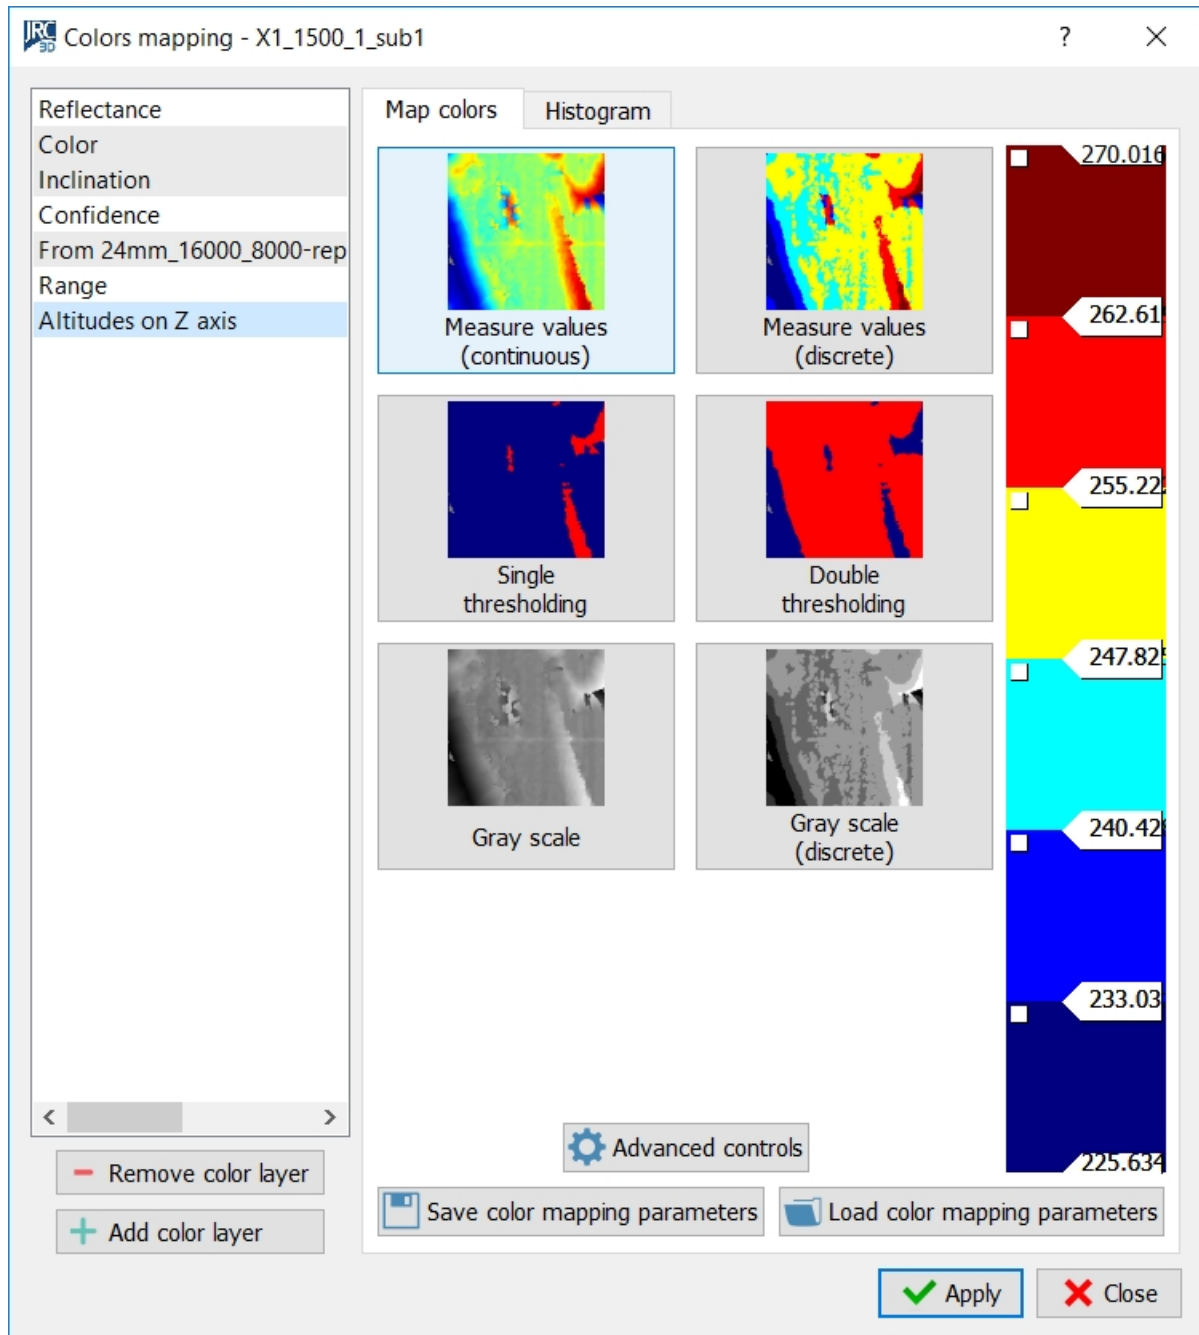 JRC 3D
Colors mapping - X1_1500_1_sub1
?
Reflectance
Color
Inclination
Confidence
From 24mm_16000_8000-rep
Range
Altitudes on Z axis
Remove color layer
Add color layer
Map colors
Histogram
Measure values
(continuous)
Measure values
(discrete)
Single
thresholding
Double
thresholding
Gray scale
Gray scale
(discrete)
270.016
262.61
255.22
247.82
240.42
233.03
225.634
Advanced controls
Save color mapping parameters
Load color mapping parameters
Apply
Close